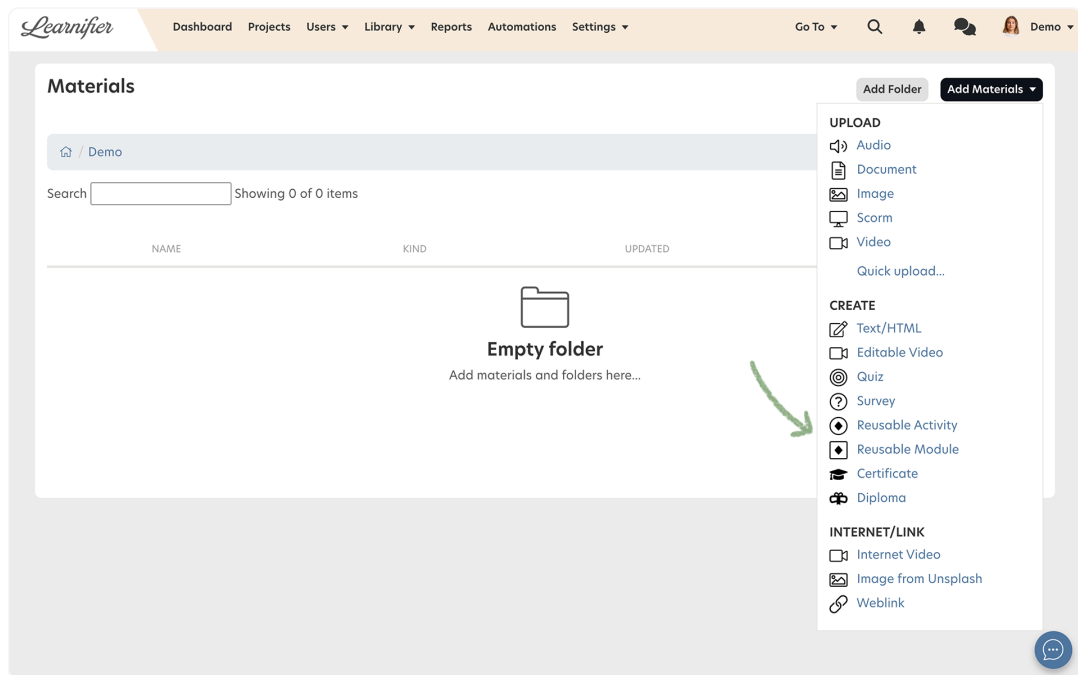 Learnifier Dashboard Projects Users Library Reports Automations Settings Go To Demo
Materials
Add Folder Add Materials
/ Demo
Search Showing 0 of 0 items
NAME KIND UPDATED
Empty folder
Add materials and folders here...
UPLOAD
Audio
Document
Image
Scorm
Video
Quick upload...
CREATE
Text/HTML
Editable Video
Quiz
Survey
Reusable Activity
Reusable Module
Certificate
Diploma
INTERNET/LINK
Internet Video
Image from Unsplash
Weblink